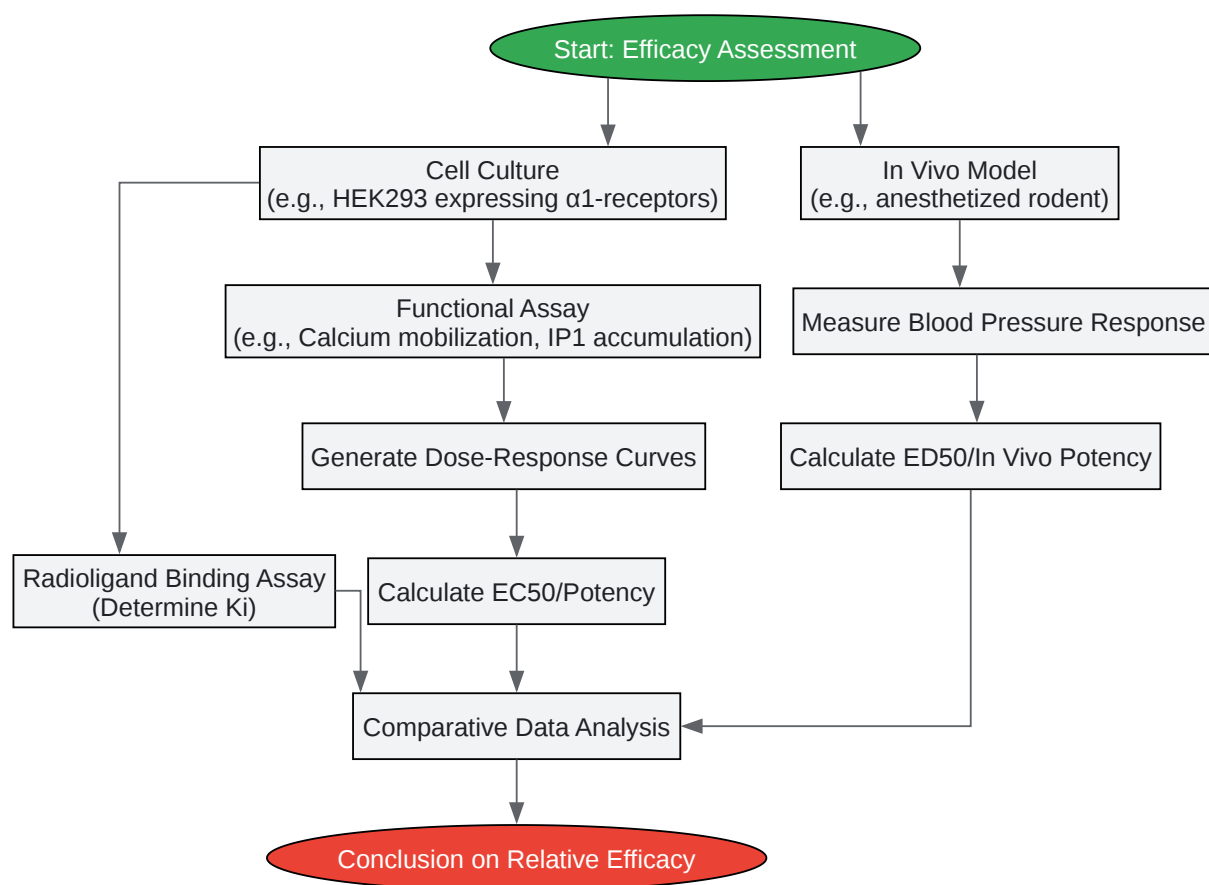 Start: Efficacy Assessment
Cell Culture
(e.g., HEK293 expressing α1-receptors)
In Vivo Model
(e.g., anesthetized rodent)
Functional Assay
(e.g., Calcium mobilization, IP1 accumulation)
Measure Blood Pressure Response
Generate Dose-Response Curves
Calculate ED50/In Vivo Potency
Radioligand Binding Assay
(Determine Ki)
Calculate EC50/Potency
Comparative Data Analysis
Conclusion on Relative Efficacy